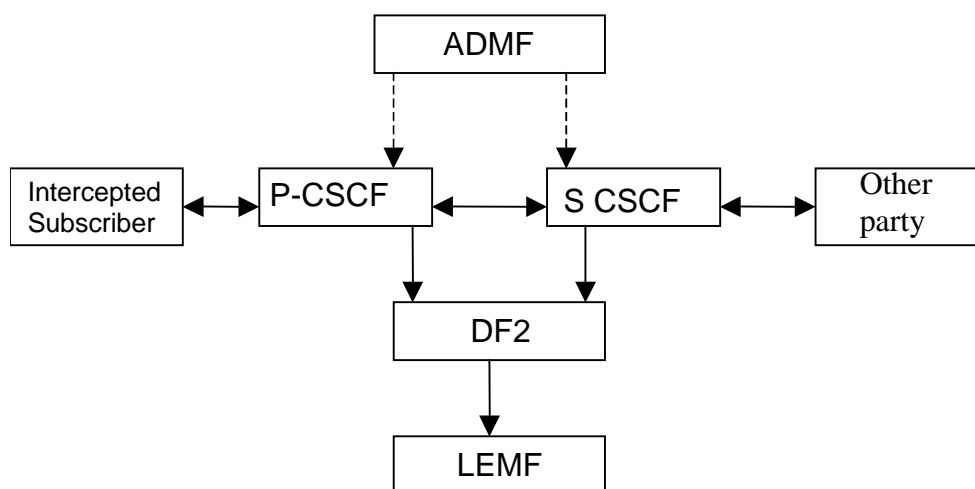 ADMF
Intercepted
Subscriber
P-CSCF
S CSCF
Other
party
DF2
LEMF